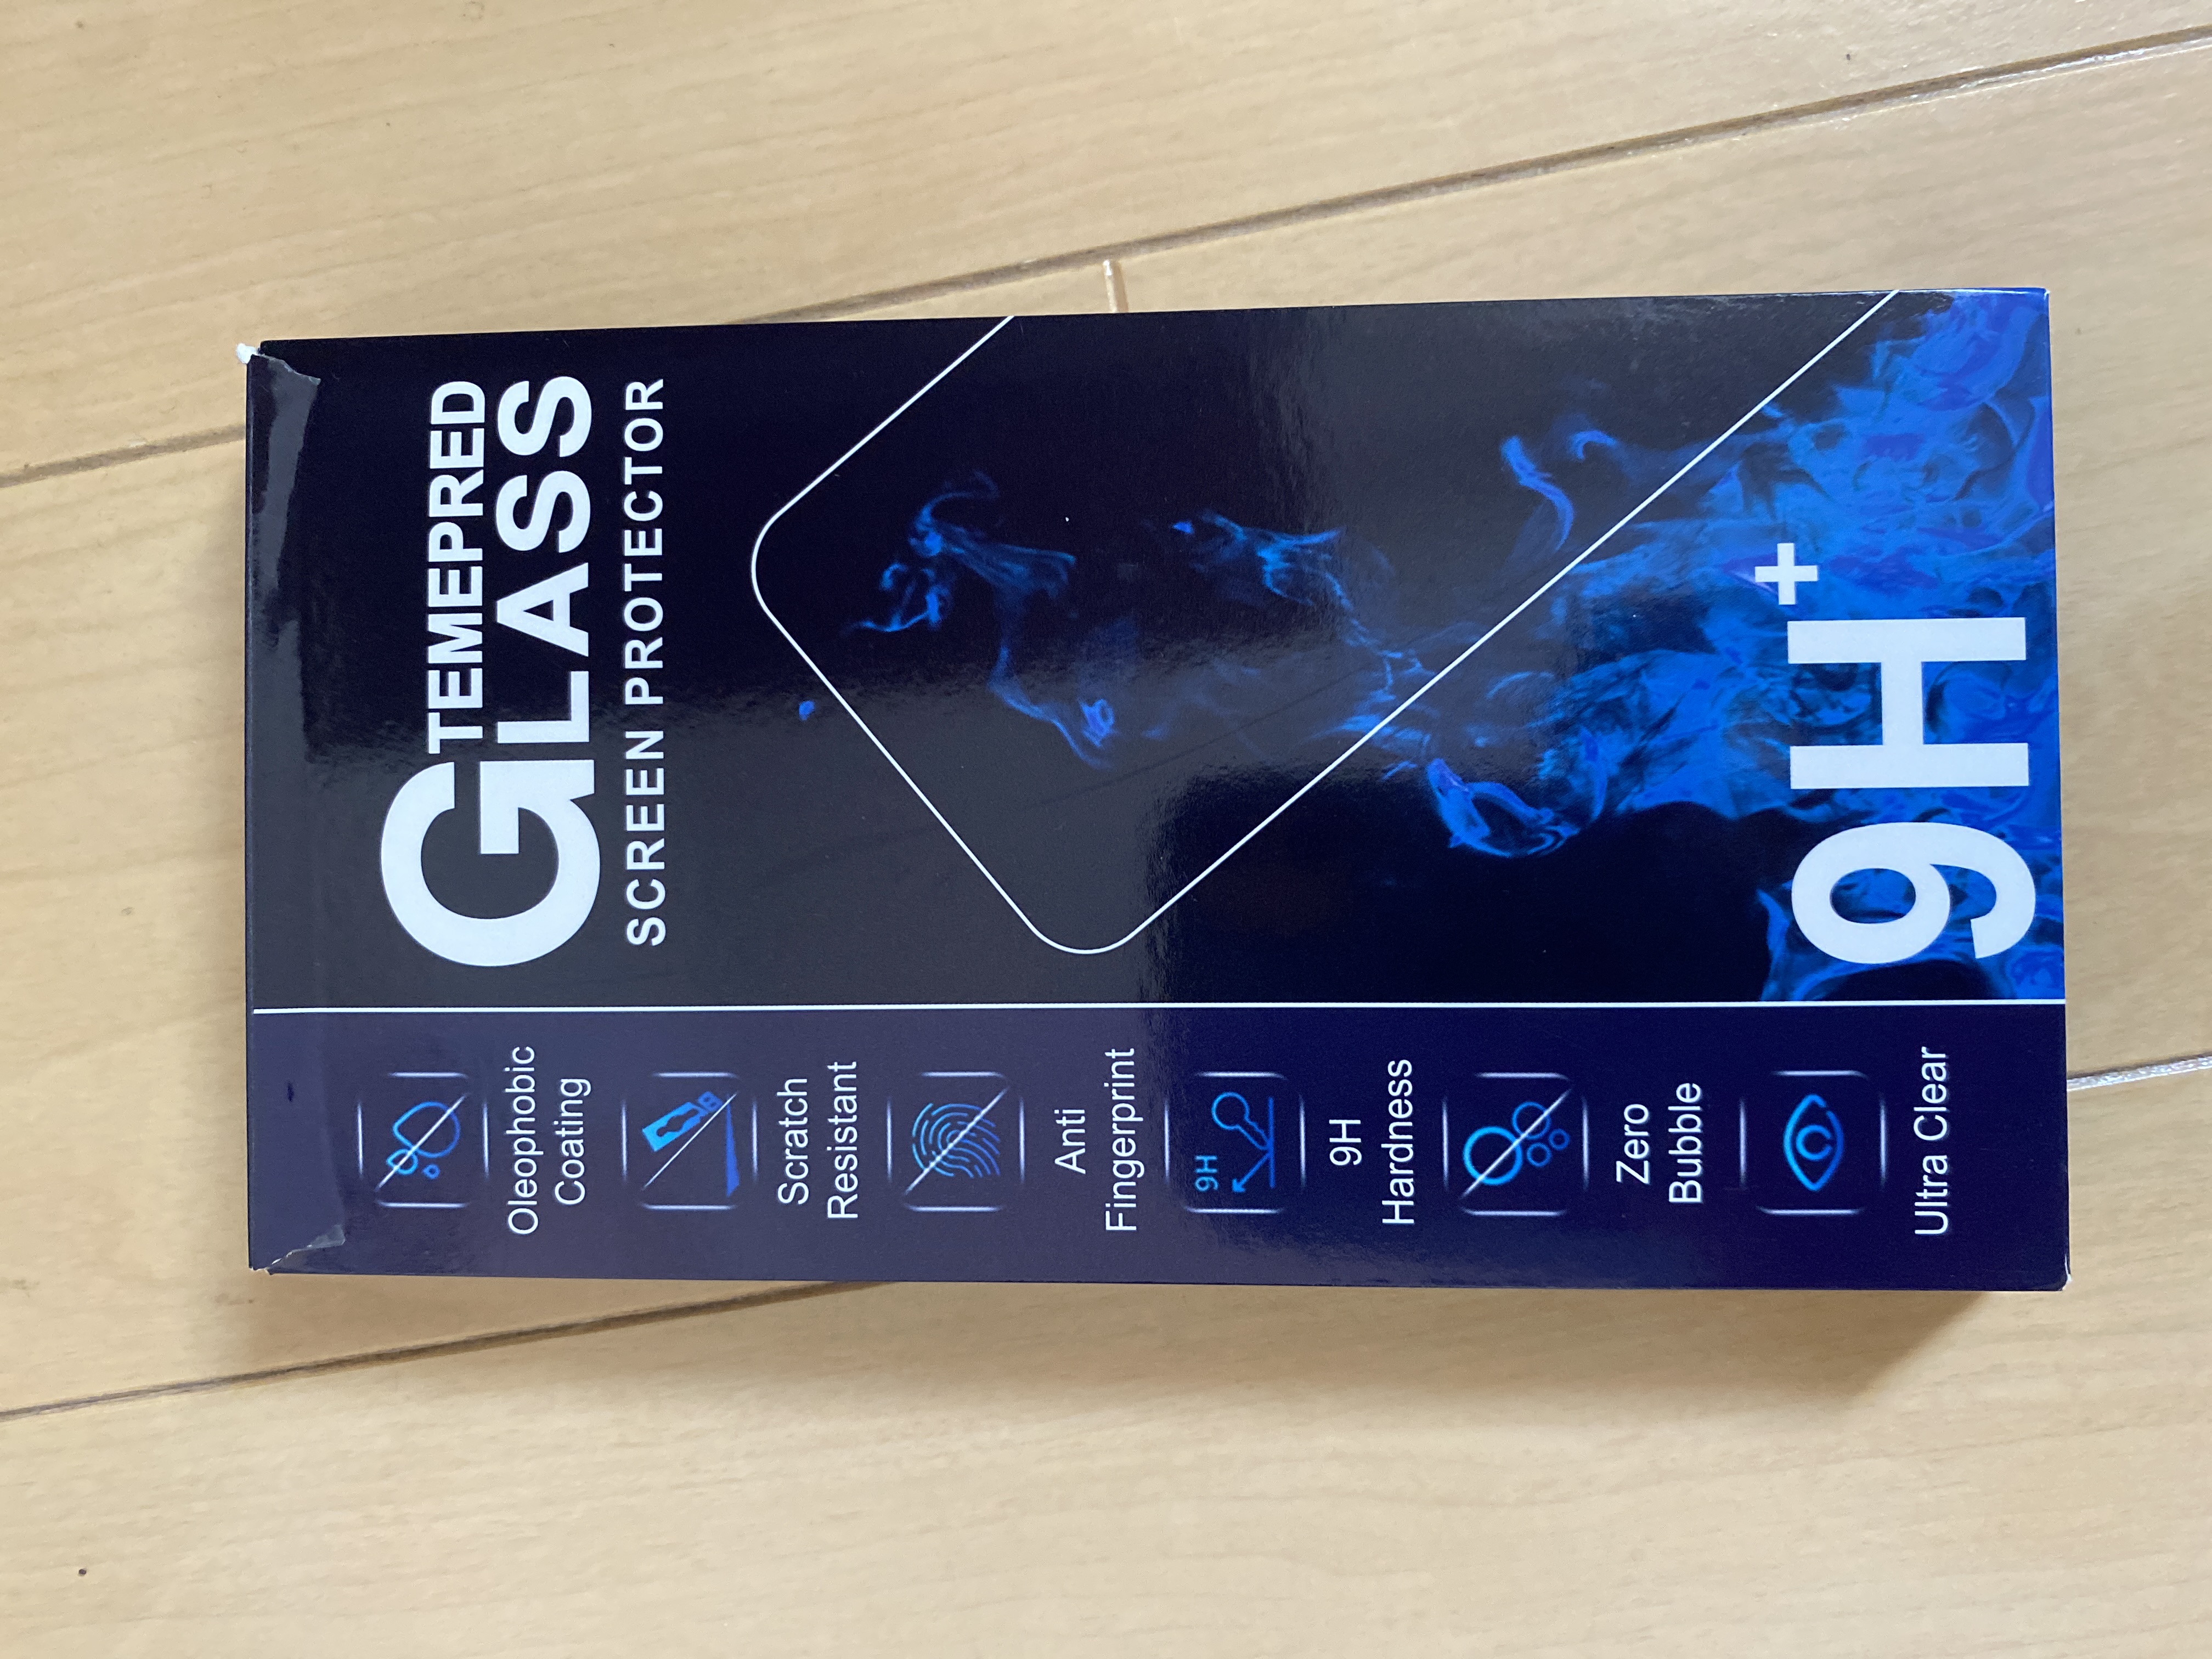 TEMEPRED
GLASS
SCREEN PROTECTOR
9H+
Oleophobic
Coating
Scratch
Resistant
Anti
Fingerprint
9H
9H
Hardness
Zero
Bubble
Ultra Clear